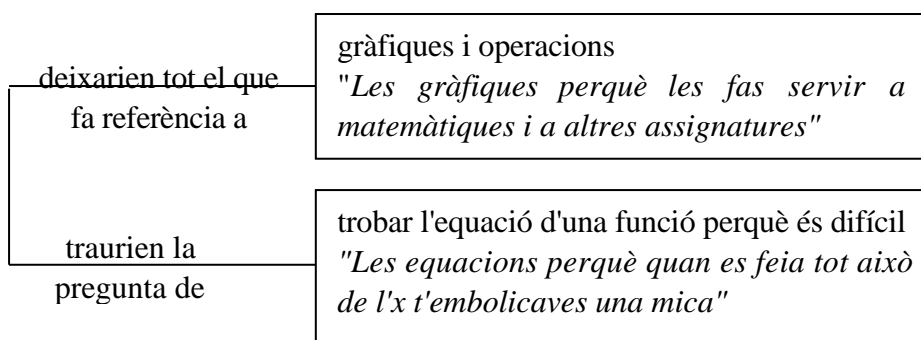 deixarien tot el que
fa referència a
gràfiques i operacions
"Les gràfiques perquè les fas servir a
matemàtiques i a altres assignatures"
traurien la
pregunta de
trobar l'equació d'una funció perquè és difícil
"Les equacions perquè quan es feia tot això
de l'x t'embolicaves una mica"